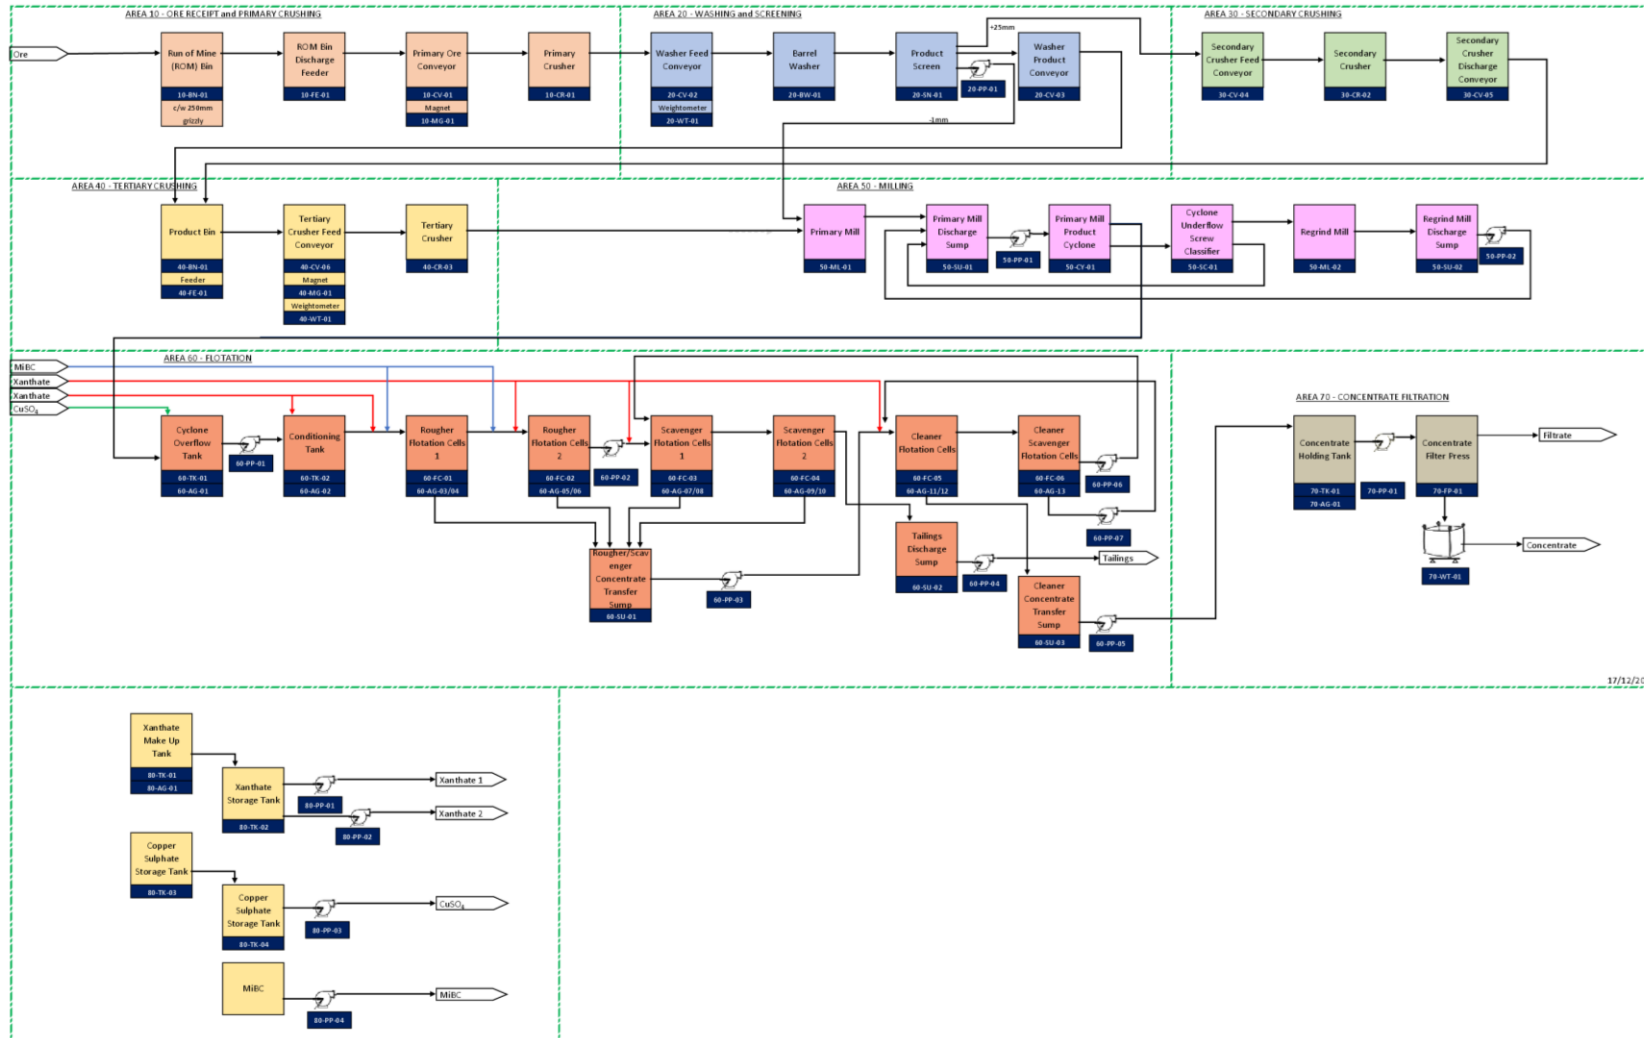 AREA 10 - ORE RECEIPT and PRIMARY CRUSHING
Ore
Run of Mine
(ROM) Bin
10-BN-01
c/w 250mm
grizzly
ROM Bin
Discharge
Feeder
10-FE-01
Primary Ore
Conveyor
10-CV-01
Magnet
10-MG-01
Primary
Crusher
10-CR-01
AREA 20 - WASHING and SCREENING
Washer Feed
Conveyor
20-CV-02
Weightometer
20-WT-01
Barrel
Washer
20-BW-01
Product
Screen
20-SN-01
+25mm
20-PP-01
-1mm
Washer
Product
Conveyor
20-CV-03
AREA 30 - SECONDARY CRUSHING
Secondary
Crusher Feed
Conveyor
30-CV-04
Secondary
Crusher
30-CR-02
Secondary
Crusher
Discharge
Conveyor
30-CV-05
AREA 40 - TERTIARY CRUSHING
Product Bin
40-BN-01
Feeder
40-FE-01
Tertiary
Crusher Feed
Conveyor
40-CV-06
Magnet
40-MG-01
Weightometer
40-WT-01
Tertiary
Crusher
40-CR-03
AREA 50 - MILLING
Primary Mill
50-ML-01
Primary Mill
Discharge
Sump
50-SU-01
50-PP-01
Primary Mill
Product
Cyclone
50-CY-01
Cyclone
Underflow
Screw
Classifier
50-SC-01
Regrind Mill
50-ML-02
Regrind Mill
Discharge
Sump
50-SU-02
50-PP-02
AREA 60 - FLOTATION
MiBC
Xanthate
Xanthate
CuSO₄
Cyclone
Overflow
Tank
60-TK-01
60-AG-01
60-PP-01
Conditioning
Tank
60-TK-02
60-AG-02
Rougher
Flotation Cells
1
60-FC-01
60-AG-03/04
Rougher
Flotation Cells
2
60-FC-02
60-AG-05/06
60-PP-02
Scavenger
Flotation Cells
1
60-FC-03
60-AG-07/08
Scavenger
Flotation Cells
2
60-FC-04
60-AG-09/10
Cleaner
Flotation Cells
60-FC-05
60-AG-11/12
Cleaner
Scavenger
Flotation Cells
60-FC-06
60-AG-13
60-PP-06
60-PP-07
Rougher/Scav
enger
Concentrate
Transfer
Sump
60-SU-01
60-PP-03
Tailings
Discharge
Sump
60-SU-02
60-PP-04
Tailings
Cleaner
Concentrate
Transfer
Sump
60-SU-03
60-PP-05
AREA 70 - CONCENTRATE FILTRATION
Concentrate
Holding Tank
70-TK-01
70-AG-01
70-PP-01
Concentrate
Filter Press
70-FP-01
Filtrate
Concentrate
70-WT-01
17/12/20
Xanthate
Make Up
Tank
80-TK-01
80-AG-01
Xanthate
Storage Tank
80-TK-02
80-PP-01
Xanthate 1
80-PP-02
Xanthate 2
Copper
Sulphate
Storage Tank
80-TK-03
Copper
Sulphate
Storage Tank
80-TK-04
80-PP-03
CuSO₄
MiBC
80-PP-04
MiBC